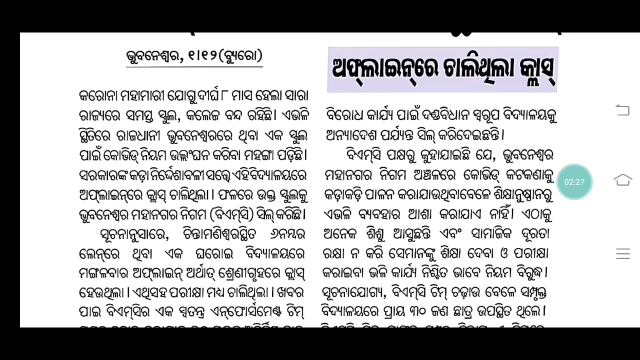 ଭୁବନେଶ୍ୱର, ୧।୧୨(ବ୍ୟୁରୋ)
କରୋନା ମହାମାରୀ ଯୋଗୁ ଦୀର୍ଘ ୮ ମାସ ହେଲା ସାରା
ରାଜ୍ୟରେ ସମସ୍ତ ସ୍କୁଲ, କଲେଜ ବନ୍ଦ ରହିଛି। ଏଭଳି
ସ୍ଥିତିରେ ରାଜଧାନୀ ଭୁବନେଶ୍ୱରରେ ଥିବା ଏକ ସ୍କୁଲ
ପାଇଁ କୋଭିଡ୍ ନିୟମ ଉଲ୍ଲଂଘନ କରିବା ମହଙ୍ଗା ପଡ଼ିଛି।
ସରକାରଙ୍କ କଡ଼ା ନିର୍ଦ୍ଦେଶାବଳୀ ସତ୍ତ୍ୱେ ଏହି ବିଦ୍ୟାଳୟରେ
ଅଫ୍‌ଲାଇନ୍‌ରେ କ୍ଲାସ୍ ଚାଲିଥିଲା। ଫଳରେ ଉକ୍ତ ସ୍କୁଲକୁ
ଭୁବନେଶ୍ୱର ମହାନଗର ନିଗମ (ବିଏମ୍‌ସି) ସିଲ୍ କରିଛି।
ସୂଚନାନୁସାରେ, ଚିନ୍ତାମଣିଶ୍ୱରସ୍ଥିତ ୬ନମ୍ବର
ଲେନ୍‌ରେ ଥିବା ଏକ ଘରୋଇ ବିଦ୍ୟାଳୟରେ
ମଙ୍ଗଳବାର ଅଫ୍‌ଲାଇନ୍ ଅର୍ଥାତ୍ ଶ୍ରେଣୀଗୃହରେ କ୍ଲାସ୍
ହେଉଥିଲା। ଏଥିସହ ପରୀକ୍ଷା ମଧ୍ୟ ଚାଲିଥିଲା। ଖବର
ପାଇ ବିଏମ୍‌ସିର ଏକ ସ୍ୱତନ୍ତ୍ର ଏନ୍‌ଫୋର୍ସମେଣ୍ଟ ଟିମ୍
ଅଫ୍‌ଲାଇନ୍‌ରେ ଚାଲିଥିଲା କ୍ଲାସ୍
ବିରୋଧ କାର୍ଯ୍ୟ ପାଇଁ ଦଣ୍ଡବିଧାନ ସ୍ୱରୂପ ବିଦ୍ୟାଳୟକୁ
ଅନ୍ୟାଦେଶ ପର୍ଯ୍ୟନ୍ତ ସିଲ୍ କରିଦେଇଛନ୍ତି।
ବିଏମ୍‌ସି ପକ୍ଷରୁ କୁହାଯାଇଛି ଯେ, ଭୁବନେଶ୍ୱର
ମହାନଗର ନିଗମ ଅଞ୍ଚଳରେ କୋଭିଡ୍ କଟକଣାକୁ
କଡ଼ାକଡ଼ି ପାଳନ କରାଯାଉଥିବାବେଳେ ଶିକ୍ଷାନୁଷ୍ଠାନରୁ
ଏଭଳି ବ୍ୟବହାର ଆଶା କରାଯାଏ ନାହିଁ। ଏଠାକୁ
ଅନେକ ଶିଶୁ ଆସୁଛନ୍ତି ଏବଂ ସାମାଜିକ ଦୂରତା
ରକ୍ଷା ନ କରି ସେମାନଙ୍କୁ ଶିକ୍ଷା ଦେବା ଓ ପରୀକ୍ଷା
କରାଇବା ଭଳି କାର୍ଯ୍ୟ ନିଶ୍ଚିତ ଭାବେ ନିୟମ ବିରୁଦ୍ଧ।
ସୂଚନାଯୋଗ୍ୟ, ବିଏମ୍‌ସି ଟିମ୍ ଚଢ଼ାଉ ବେଳେ ସମ୍ପୃକ୍ତ
ବିଦ୍ୟାଳୟରେ ପ୍ରାୟ ୩୦ ଜଣ ଛାତ୍ର ଉପସ୍ଥିତ ଥିଲେ।
02:27